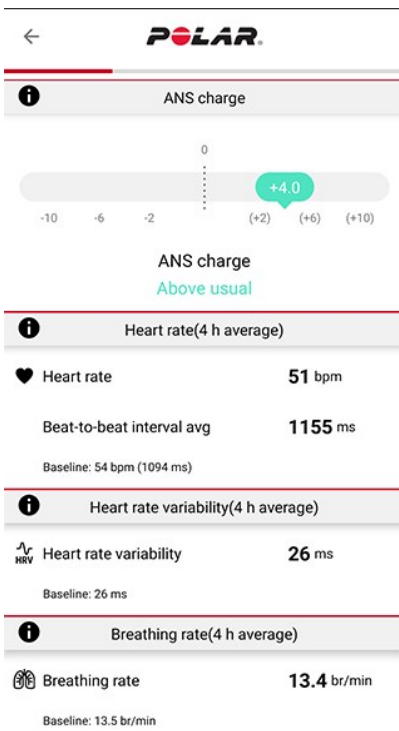 POLAR.
ANS charge
0
+4.0
-10 -6 -2 (+2) (+6) (+10)
ANS charge
Above usual
Heart rate(4 h average)
Heart rate 51 bpm
Beat-to-beat interval avg 1155 ms
Baseline: 54 bpm (1094 ms)
Heart rate variability(4 h average)
HRV Heart rate variability 26 ms
Baseline: 26 ms
Breathing rate(4 h average)
Breathing rate 13.4 br/min
Baseline: 13.5 br/min